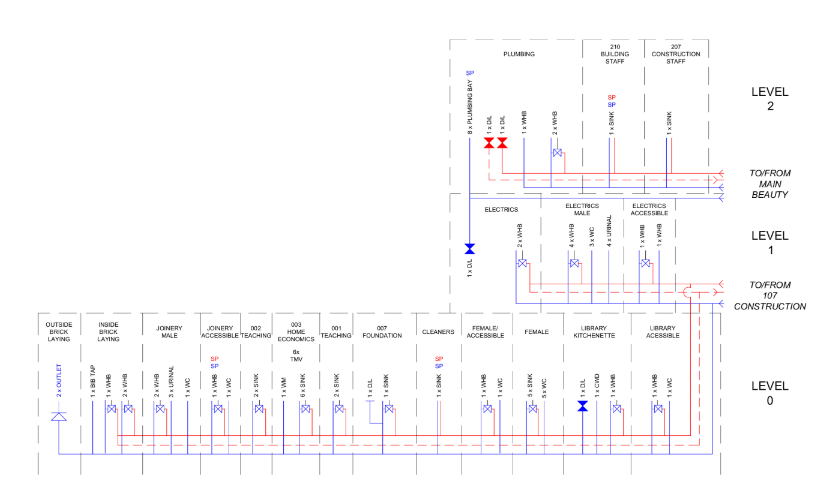 PLUMBING
210
BUILDING
STAFF
207
CONSTRUCTION
STAFF
SP
8 x PLUMBING BAY
1 x D/L
1 x D/L
1 x WHB
2 x WHB
SP
SP
1 x SINK
1 x SINK
LEVEL
2
TO/FROM
MAIN
BEAUTY
ELECTRICS
ELECTRICS
MALE
ELECTRICS
ACCESSIBLE
1 x D/L
2 x WHB
4 x WHB
3 x WC
4 x URINAL
1 x WHB
1 x WHB
LEVEL
1
TO/FROM
107
CONSTRUCTION
OUTSIDE
BRICK
LAYING
INSIDE
BRICK
LAYING
JOINERY
MALE
JOINERY
ACCESSIBLE
002
TEACHING
003
HOME
ECONOMICS
6x
TMV
001
TEACHING
007
FOUNDATION
CLEANERS
FEMALE/
ACCESSIBLE
FEMALE
LIBRARY
KITCHENETTE
LIBRARY
ACESSIBLE
SP
SP
SP
SP
2 x OUTLET
1 x BIB TAP
1 x WHB
2 x WHB
2 x WHB
3 x URINAL
1 x WC
1 x WHB
1 x WC
2 x SINK
1 x WM
6 x SINK
2 x SINK
1 x D/L
1 x SINK
1 x SINK
1 x WHB
1 x WC
5 x SINK
5 x WC
1 x D/L
1 x CWD
1 x WHB
1 x WHB
1 x WC
LEVEL
0